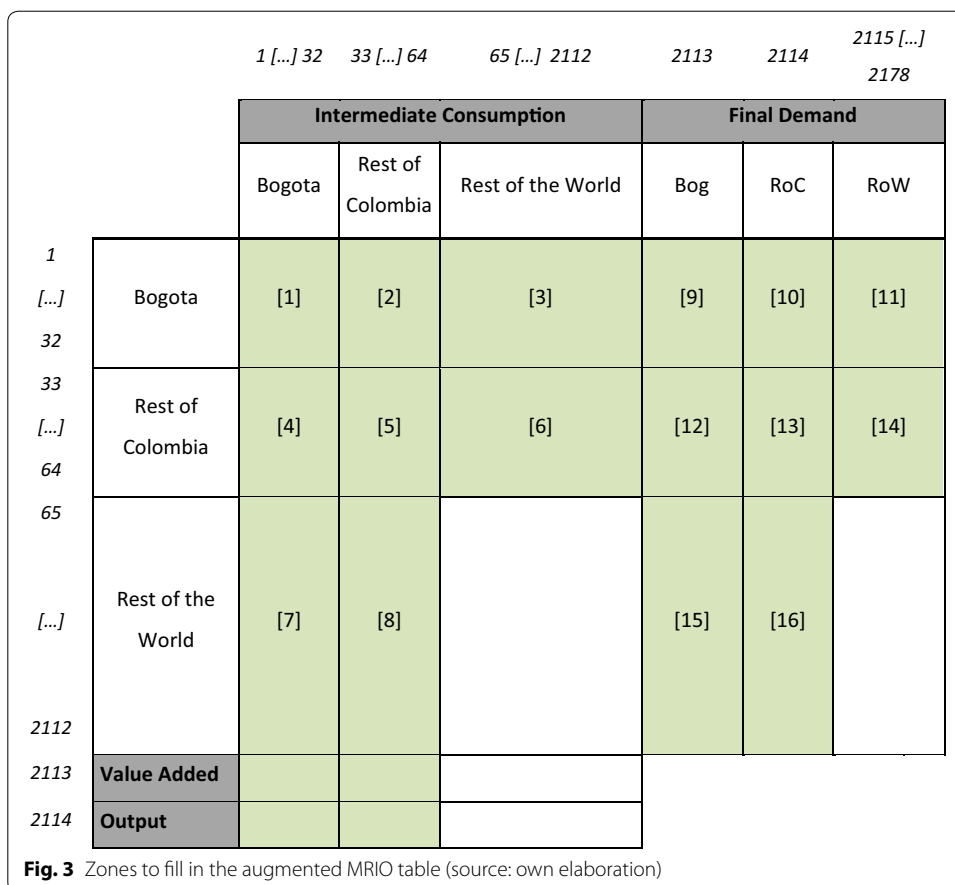 1 [...] 32 33 [...] 64 65 [...] 2112 2113 2114 2115 [...]
2178
Intermediate Consumption Final Demand
Bogota Rest of Colombia Rest of the World Bog RoC RoW
1
[...] Bogota [1] [2] [3] [9] [10] [11]
32
33
[...] Rest of Colombia [4] [5] [6] [12] [13] [14]
64
65
[...] Rest of the World [7] [8] [15] [16]
2112
2113 Value Added
2114 Output
Fig. 3 Zones to fill in the augmented MRIO table (source: own elaboration)